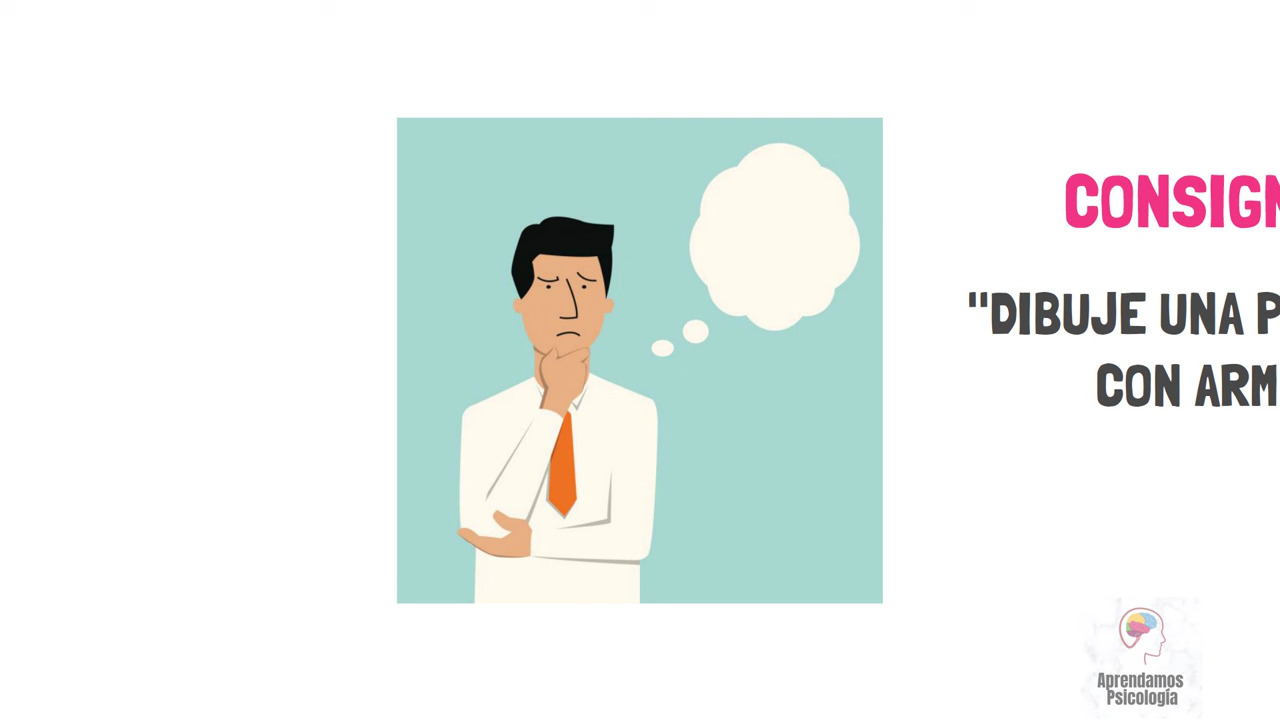 CONSIGN
"DIBUJE UNA P
CON ARM
Aprendamos
Psicología